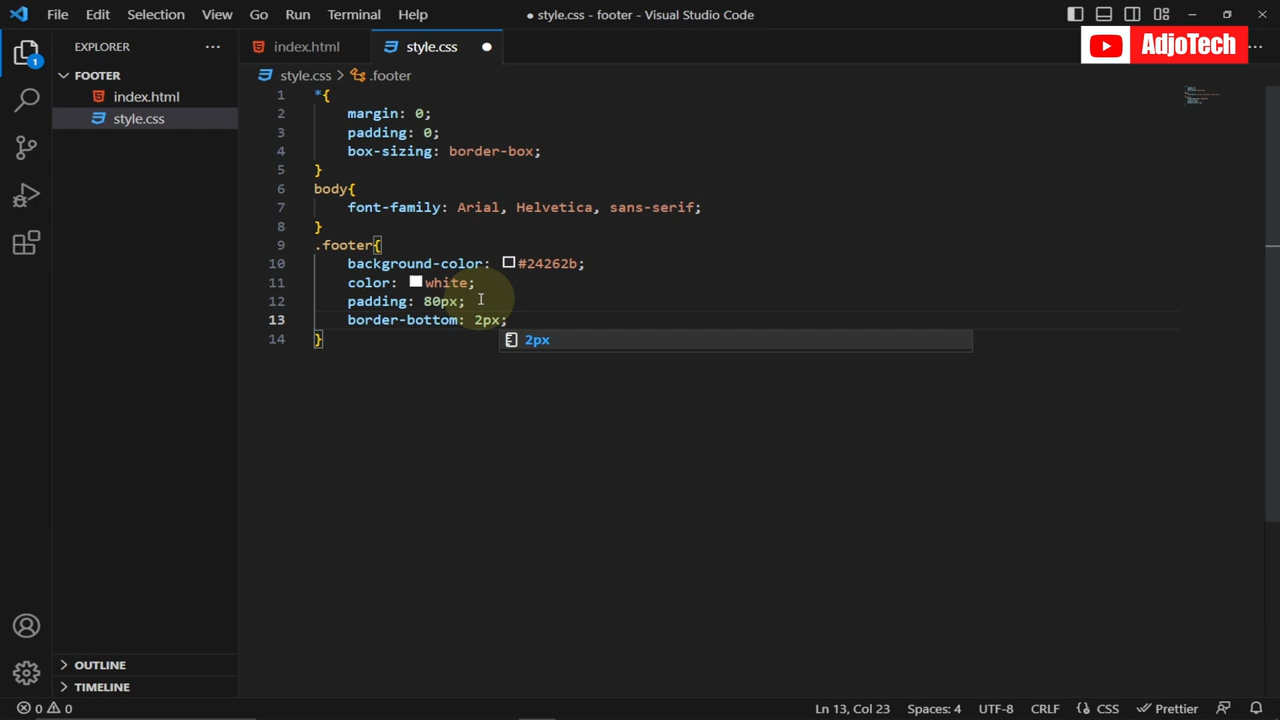 File Edit Selection View Go Run Terminal Help
● style.css - footer - Visual Studio Code
AdjoTech
EXPLORER
1
FOOTER
index.html
style.css
OUTLINE
TIMELINE
index.html
style.css
style.css > .footer
1 *{
2 margin: 0;
3 padding: 0;
4 box-sizing: border-box;
5 }
6 body{
7 font-family: Arial, Helvetica, sans-serif;
8 }
9 .footer{
10 background-color: #24262b;
11 color: white;
12 padding: 80px;
13 border-bottom: 2px;
2px
14 }
0 0
Ln 13, Col 23 Spaces: 4 UTF-8 CRLF CSS Prettier